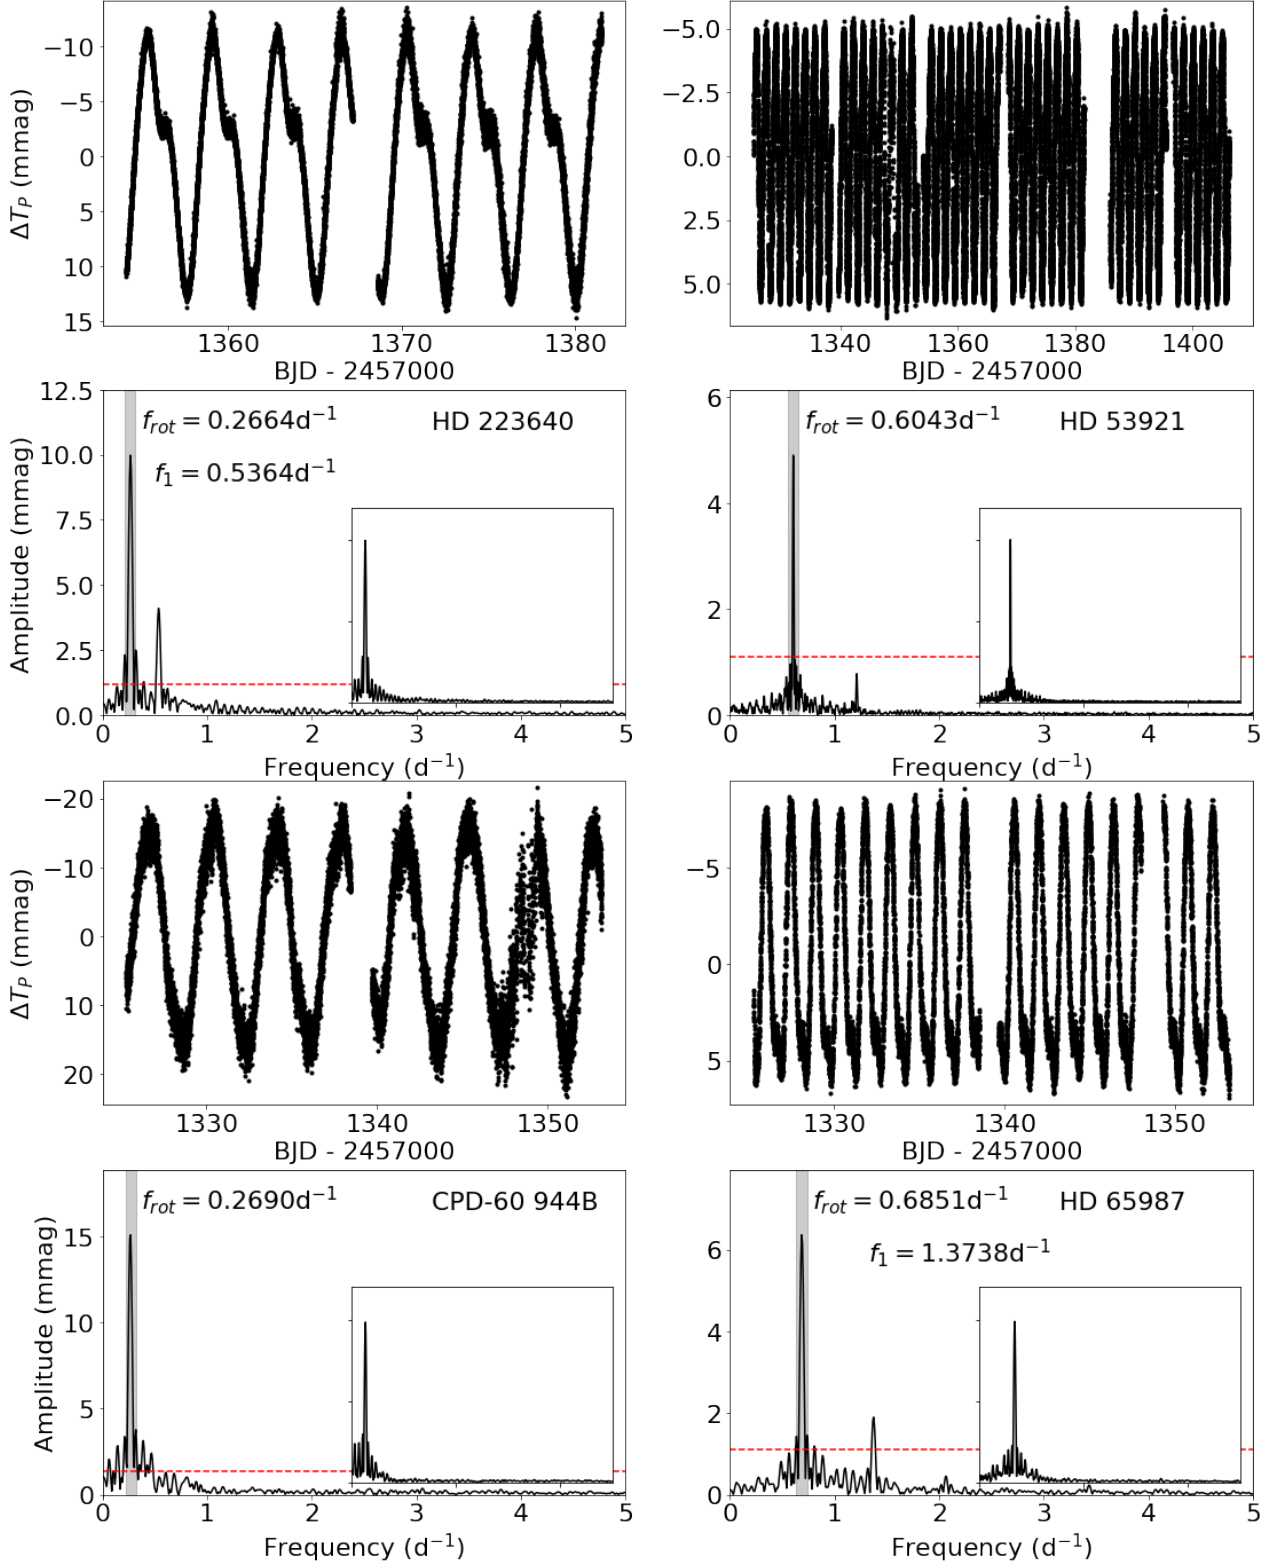 −10
−5
0
5
10
15
ΔT_P (mmag)
1360 1370 1380
BJD - 2457000
−5.0
−2.5
0.0
2.5
5.0
1340 1360 1380 1400
BJD - 2457000
12.5
10.0
7.5
5.0
2.5
0.0
Amplitude (mmag)
f_rot = 0.2664d⁻¹ HD 223640
f₁ = 0.5364d⁻¹
0 1 2 3 4 5
Frequency (d⁻¹)
6
4
2
0
f_rot = 0.6043d⁻¹ HD 53921
0 1 2 3 4 5
Frequency (d⁻¹)
−20
−10
0
10
20
ΔT_P (mmag)
1330 1340 1350
BJD - 2457000
−5
0
5
1330 1340 1350
BJD - 2457000
15
10
5
0
Amplitude (mmag)
f_rot = 0.2690d⁻¹ CPD-60 944B
0 1 2 3 4 5
Frequency (d⁻¹)
6
4
2
0
f_rot = 0.6851d⁻¹ HD 65987
f₁ = 1.3738d⁻¹
0 1 2 3 4 5
Frequency (d⁻¹)